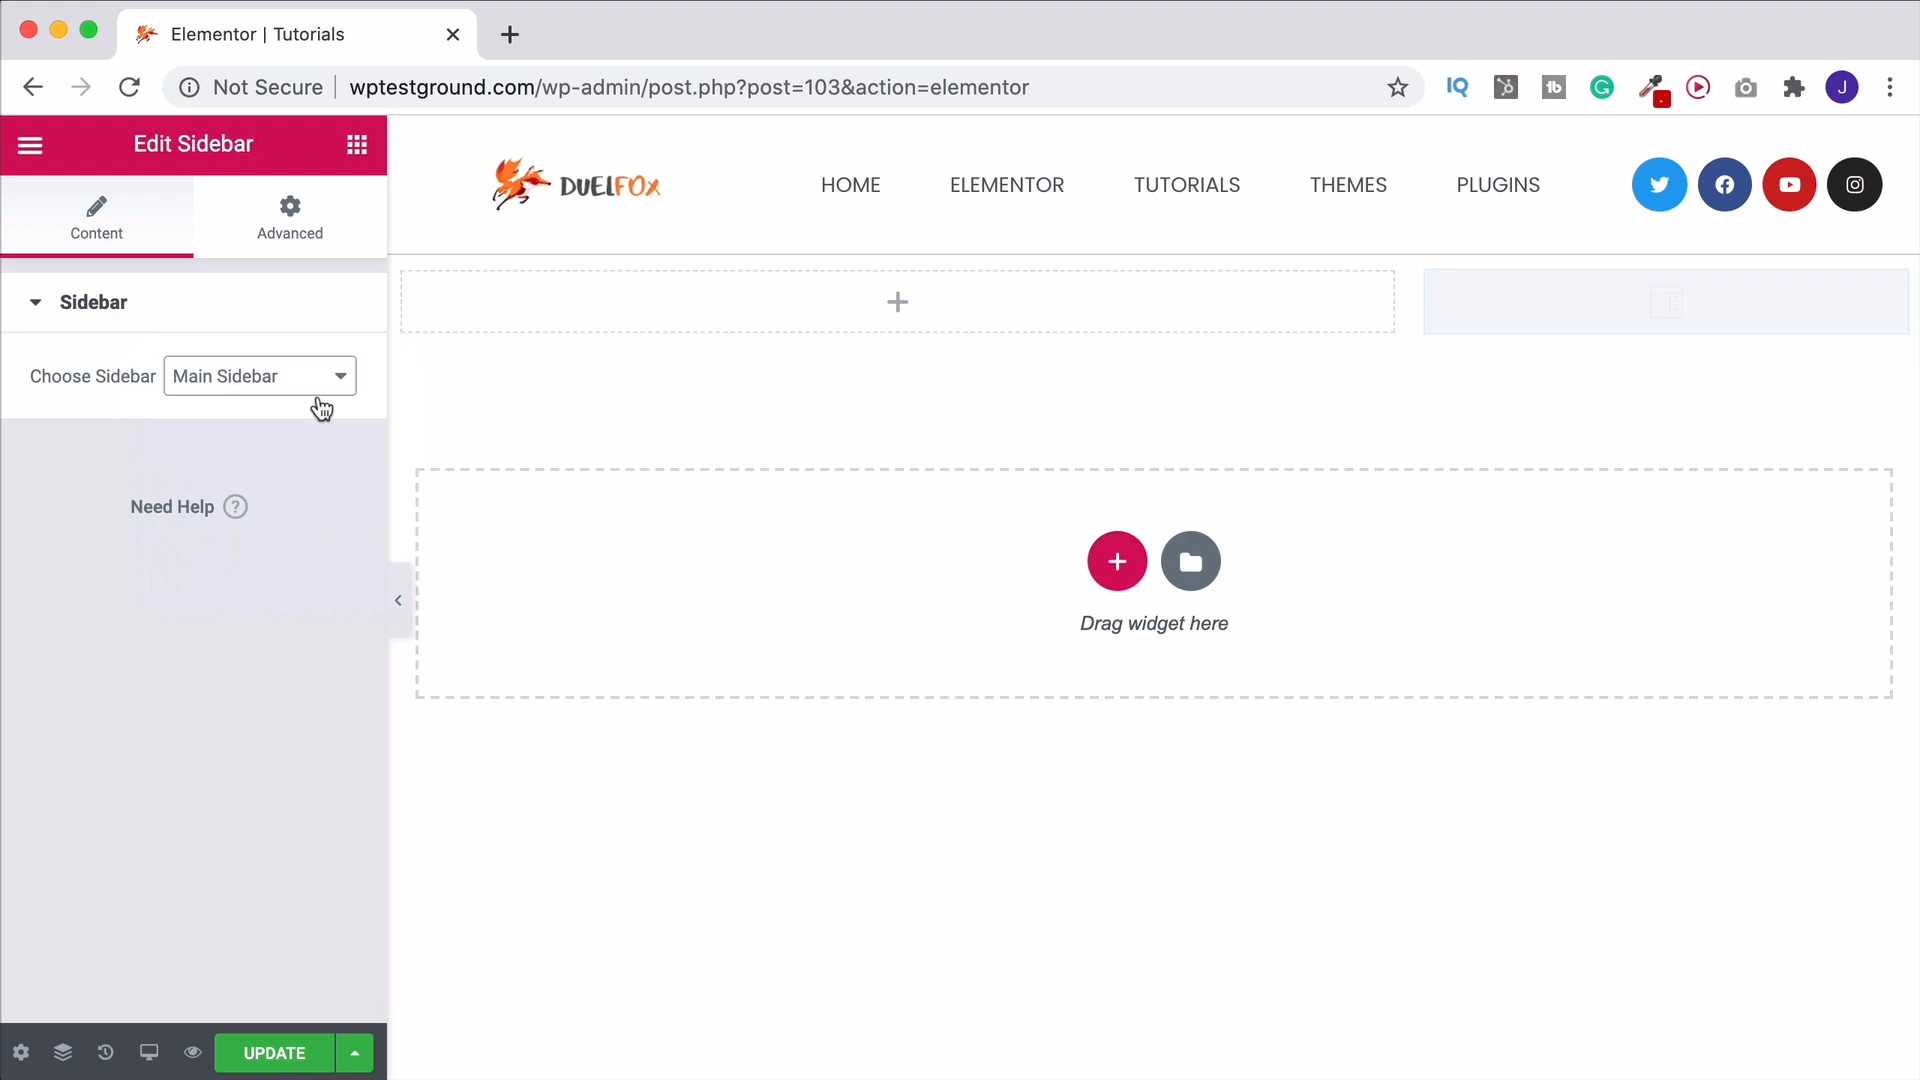 Elementor | Tutorials
Not Secure
wptestground.com/wp-admin/post.php?post=103&action=elementor
IQ
tb
G
J
Edit Sidebar
Content
Advanced
DUELFOX
HOME
ELEMENTOR
TUTORIALS
THEMES
PLUGINS
Sidebar
Choose Sidebar
Main Sidebar
Need Help ?
Drag widget here
UPDATE